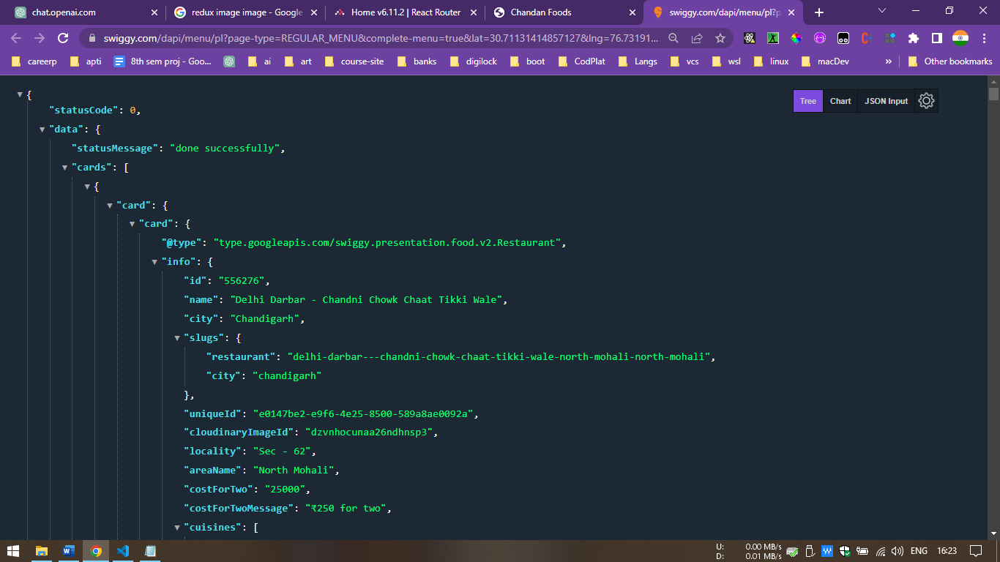 chat.openai.com
redux image image - Google
Home v6.11.2 | React Router
Chandan Foods
swiggy.com/dapi/menu/pl?p
swiggy.com/dapi/menu/pl?page-type=REGULAR_MENU&complete-menu=true&lat=30.71131414857127&lng=76.73191...
careerp
apti
8th sem proj - Goo...
ai
art
course-site
banks
digilock
boot
CodPlat
Langs
vcs
wsl
linux
macDev
»
Other bookmarks
Tree
Chart
JSON Input
{
"statusCode": 0,
"data": {
"statusMessage": "done successfully",
"cards": [
{
"card": {
"card": {
"@type": "type.googleapis.com/swiggy.presentation.food.v2.Restaurant",
"info": {
"id": "556276",
"name": "Delhi Darbar - Chandni Chowk Chaat Tikki Wale",
"city": "Chandigarh",
"slugs": {
"restaurant": "delhi-darbar---chandni-chowk-chaat-tikki-wale-north-mohali-north-mohali",
"city": "chandigarh"
},
"uniqueId": "e0147be2-e9f6-4e25-8500-589a8ae0092a",
"cloudinaryImageId": "dzvnhocunaa26ndhnsp3",
"locality": "Sec - 62",
"areaName": "North Mohali",
"costForTwo": "25000",
"costForTwoMessage": "₹250 for two",
"cuisines": [
U: 0.00 MB/s
D: 0.01 MB/s
ENG
16:23